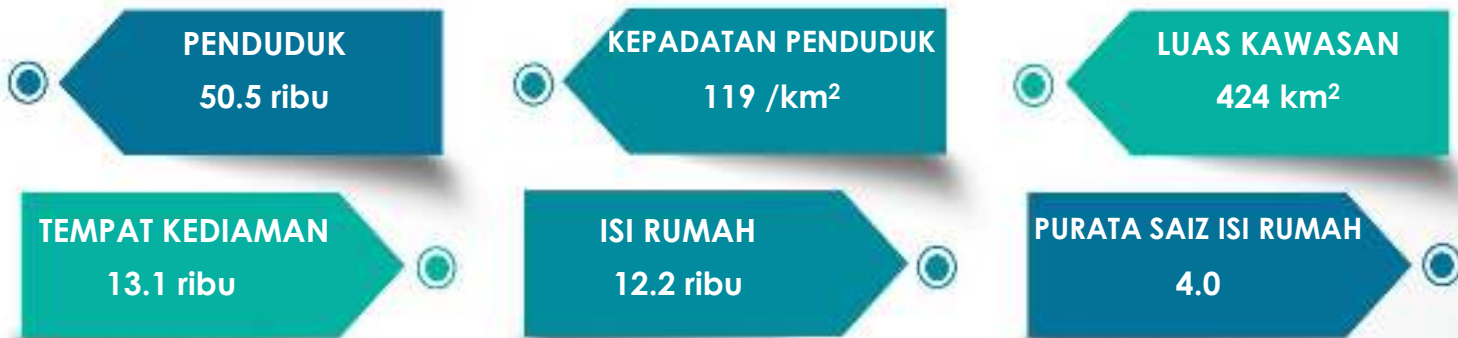 PENDUDUK
50.5 ribu
KEPADATAN PENDUDUK
119 /km²
LUAS KAWASAN
424 km²
TEMPAT KEDIAMAN
13.1 ribu
ISI RUMAH
12.2 ribu
PURATA SAIZ ISI RUMAH
4.0